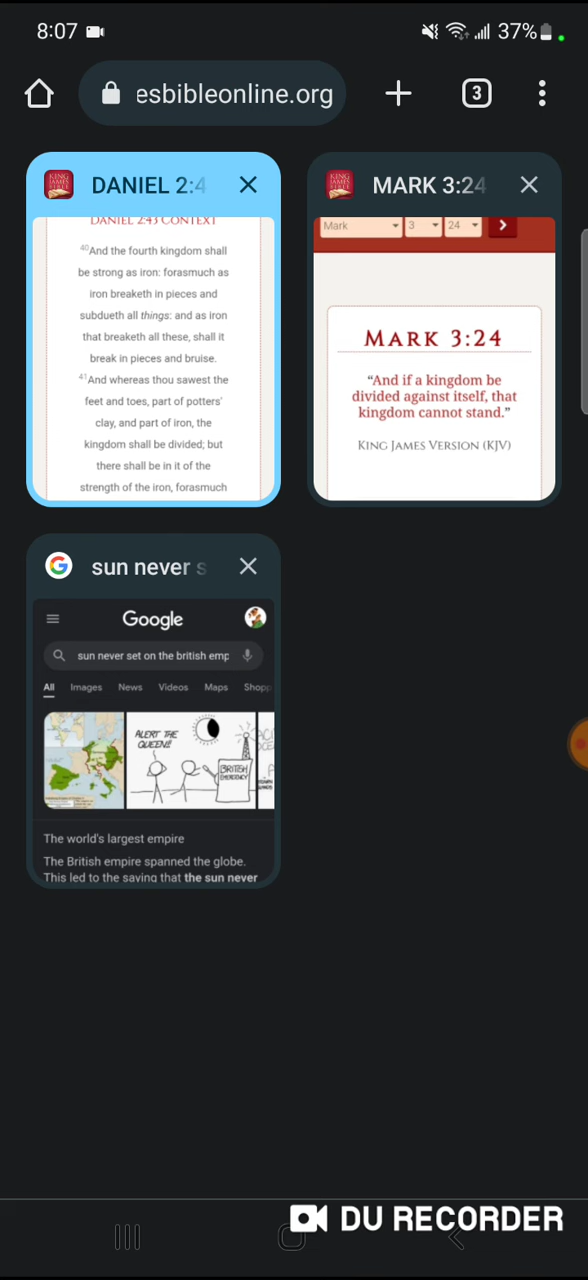 8:07
37%
esbibleonline.org
3
DANIEL 2:4
MARK 3:24
DANIEL 2:43 CONTEXT
40And the fourth kingdom shall
be strong as iron: forasmuch as
iron breaketh in pieces and
subdueth all things: and as iron
that breaketh all these, shall it
break in pieces and bruise.
41And whereas thou sawest the
feet and toes, part of potters'
clay, and part of iron, the
kingdom shall be divided; but
there shall be in it of the
strength of the iron, forasmuch
Mark 3 24
MARK 3:24
“And if a kingdom be
divided against itself, that
kingdom cannot stand.”
KING JAMES VERSION (KJV)
sun never s
Google
sun never set on the british emp
All Images News Videos Maps Shopp
ALERT THE
QUEEN!!
BRITISH
EMERGENCY
The world's largest empire
The British empire spanned the globe.
This led to the saying that the sun never
DU RECORDER